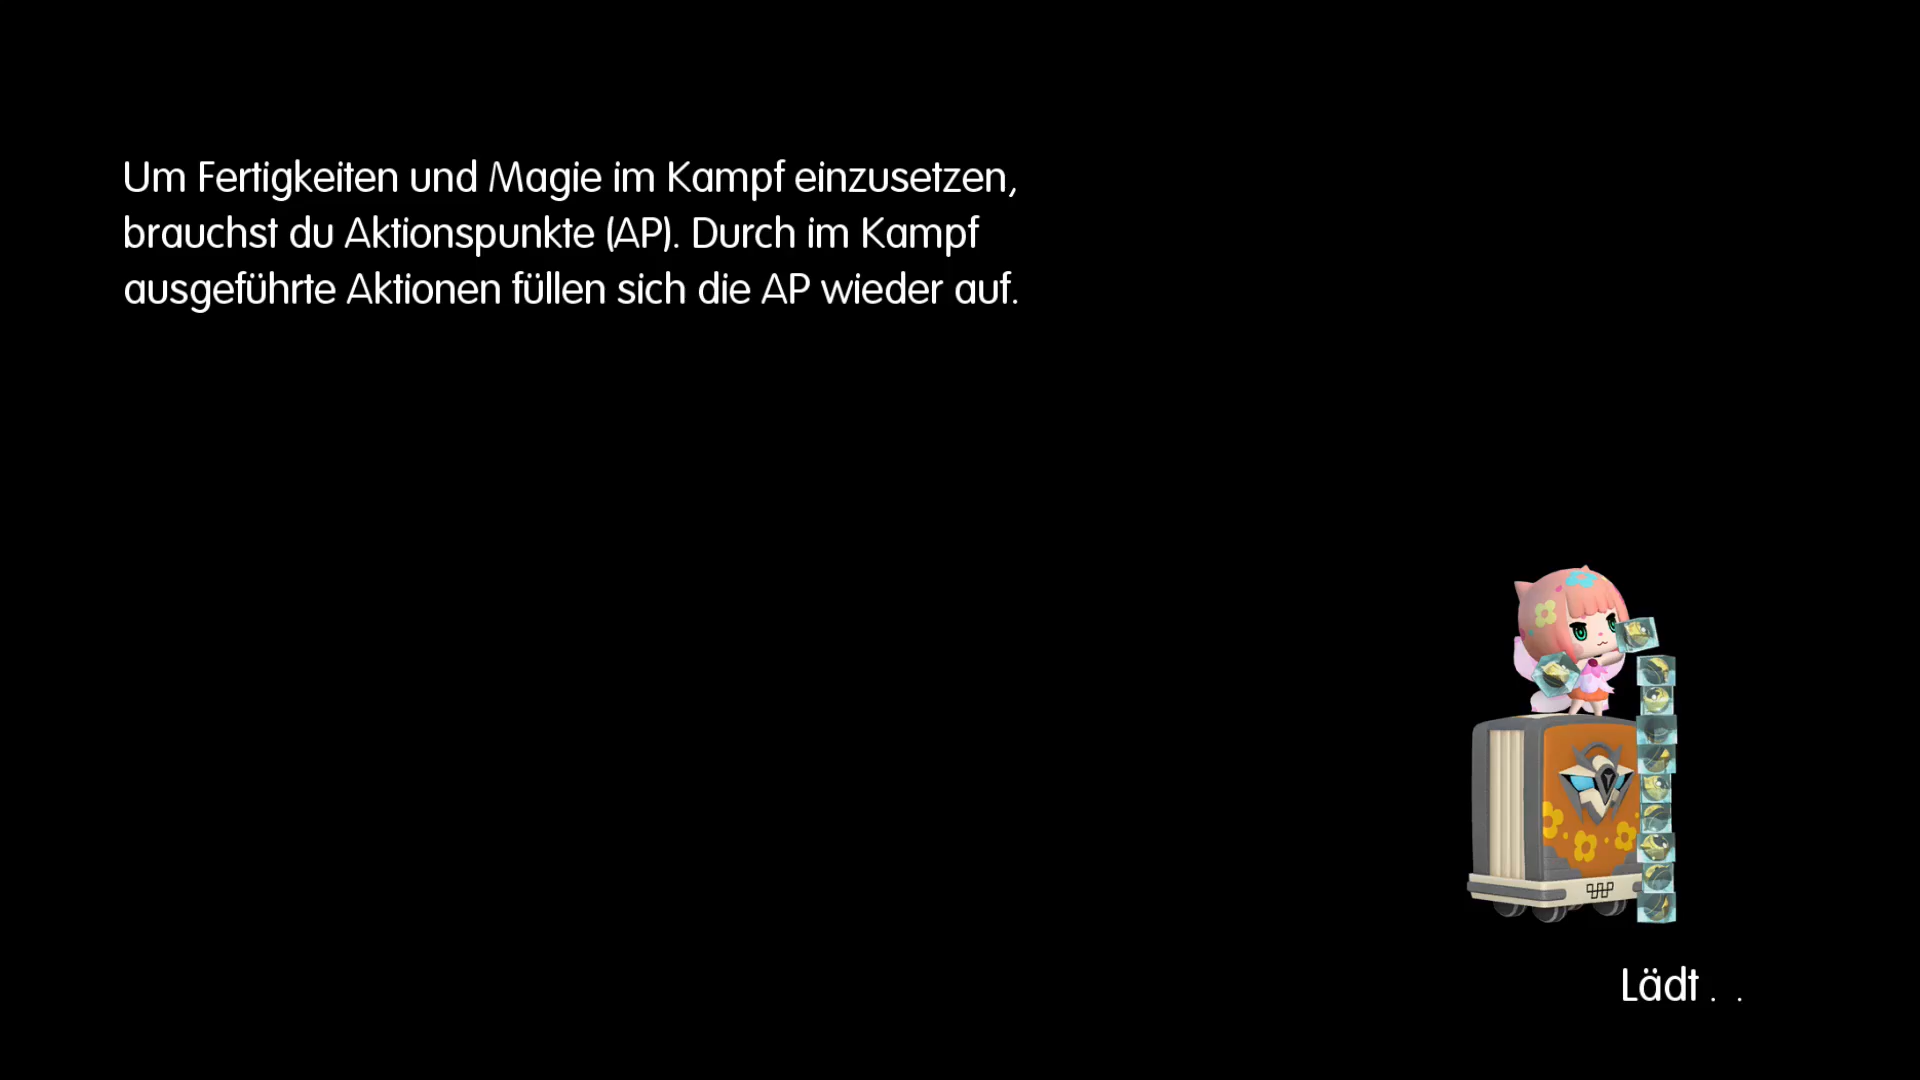 Um Fertigkeiten und Magie im Kampf einzusetzen,
brauchst du Aktionspunkte (AP). Durch im Kampf
ausgeführte Aktionen füllen sich die AP wieder auf.
Lädt . .